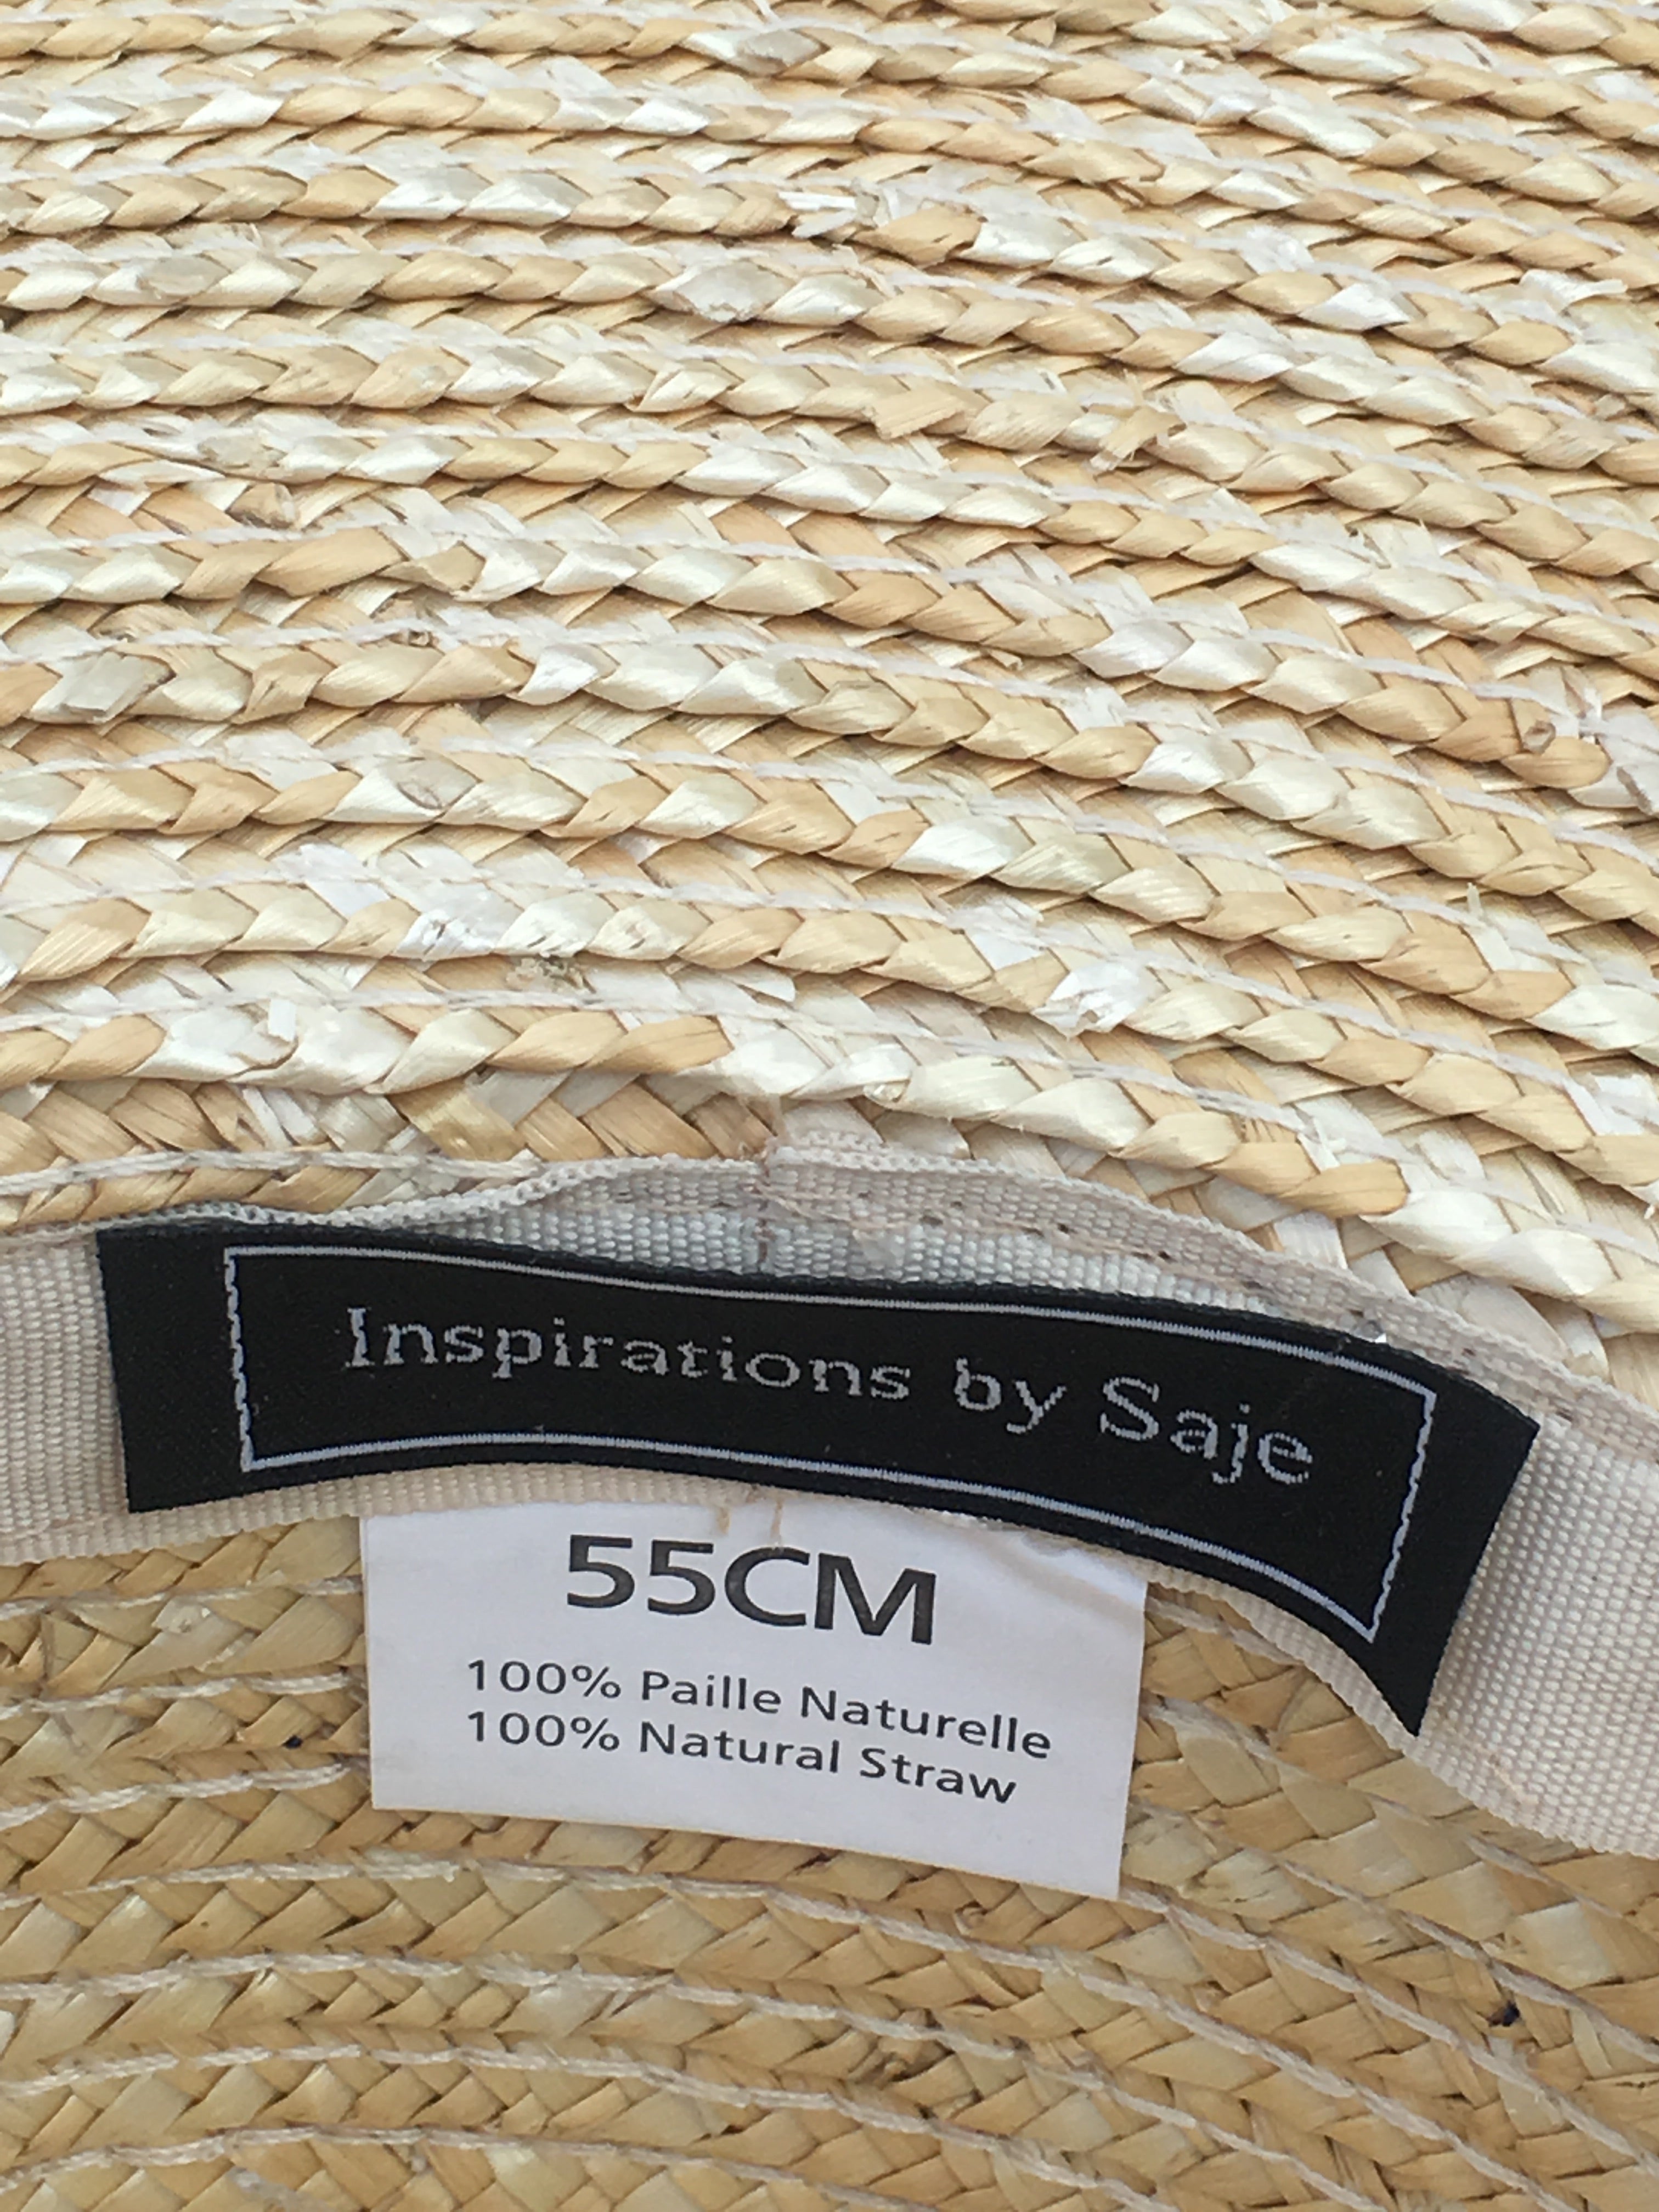 Inspirations by Saje
55CM
100% Paille Naturelle
100% Natural Straw